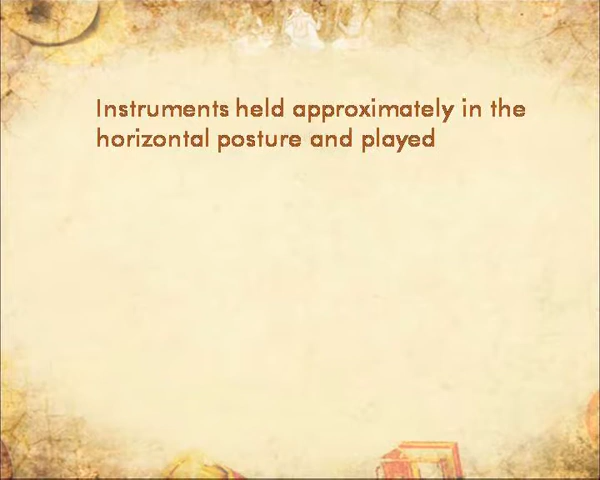 Instruments held approximately in the
horizontal posture and played